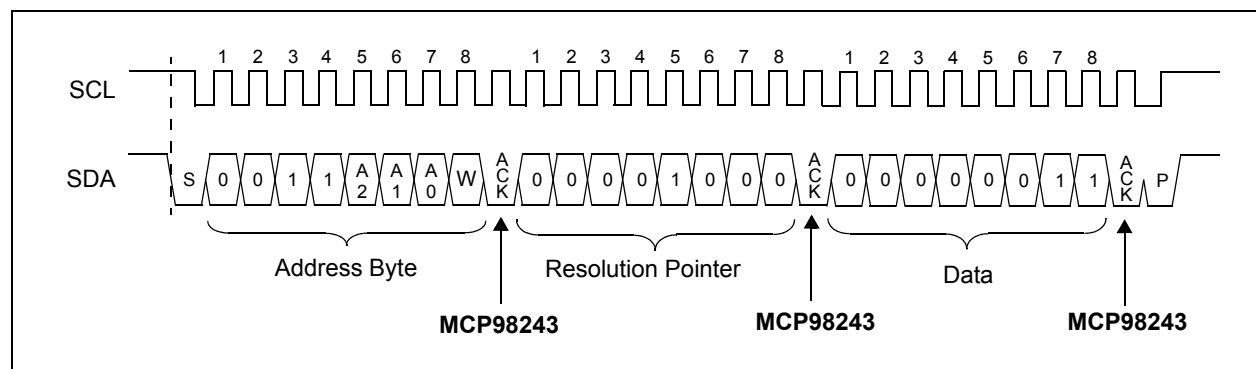 1 2 3 4 5 6 7 8 1 2 3 4 5 6 7 8 1 2 3 4 5 6 7 8
SCL
SDA
S 0 0 1 1 A2 A1 A0 W ACK 0 0 0 0 1 0 0 0 ACK 0 0 0 0 0 0 1 1 ACK P
Address Byte Resolution Pointer Data
MCP98243 MCP98243 MCP98243